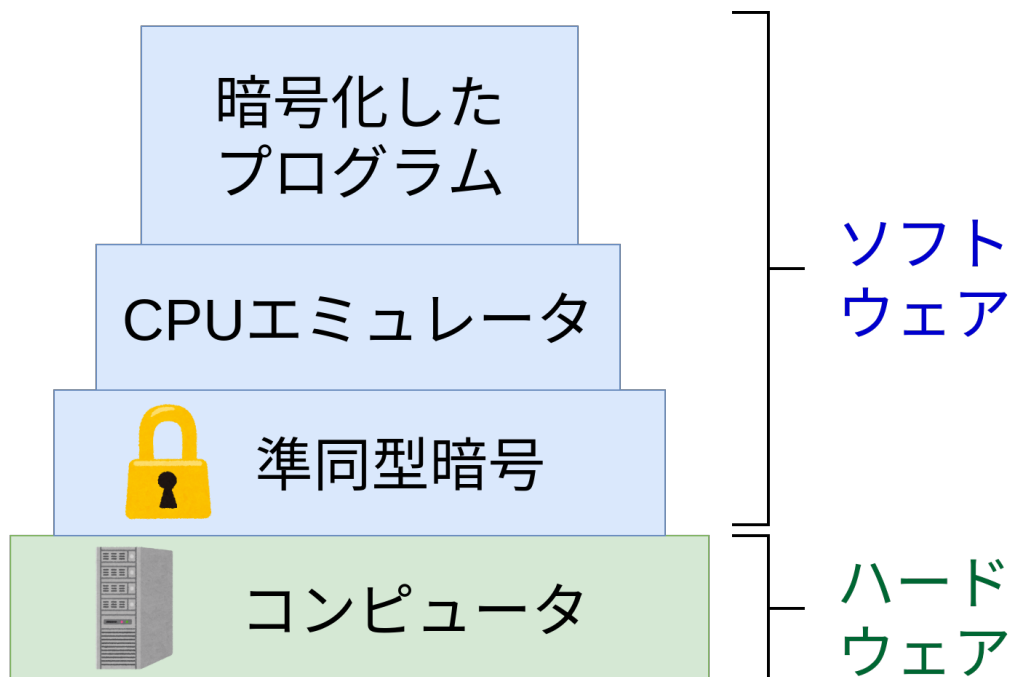 暗号化した
プログラム
CPUエミュレータ
準同型暗号
コンピュータ
ソフト
ウェア
ハード
ウェア